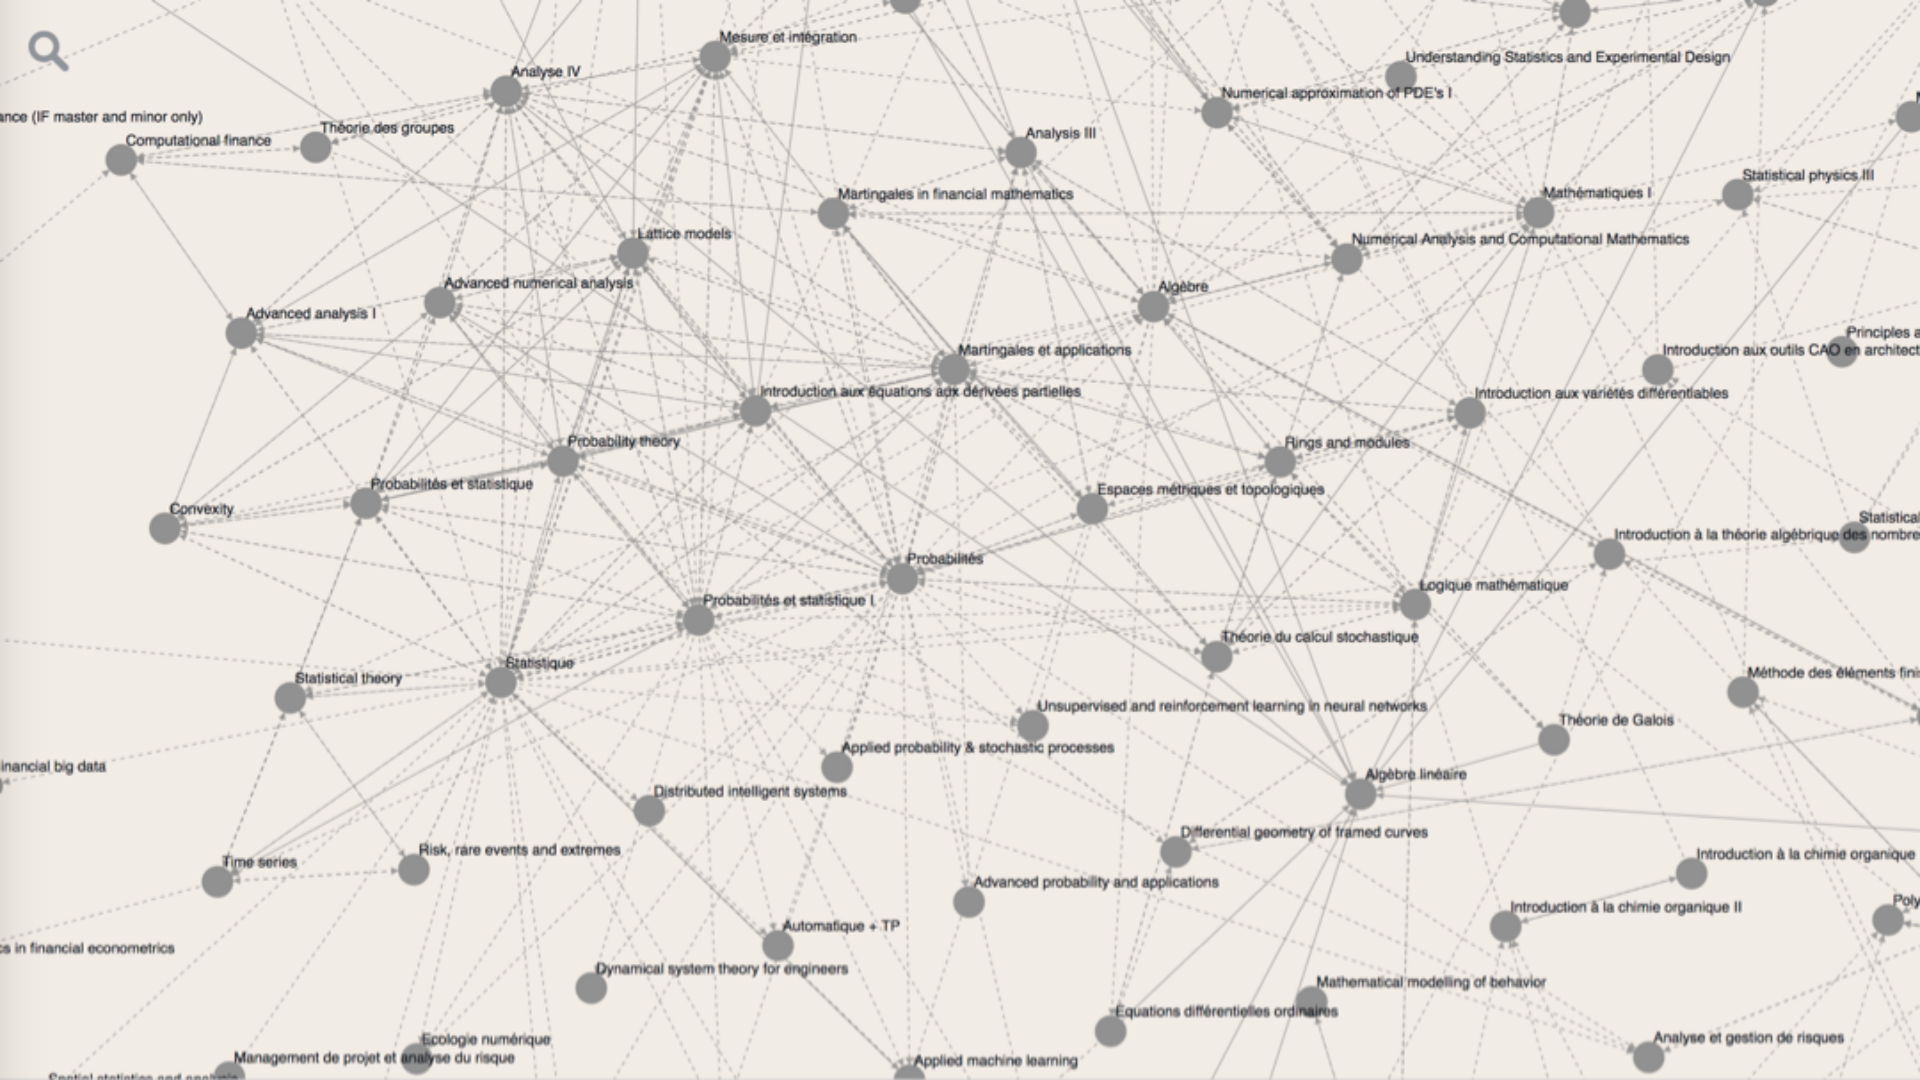 Mesure et intégration
Understanding Statistics and Experimental Design
Analyse IV
Numerical approximation of PDE's I
ance (IF master and minor only)
Théorie des groupes
Analysis III
Computational finance
Statistical physics III
Martingales in financial mathematics
Mathématiques I
Lattice models
Numerical Analysis and Computational Mathematics
Advanced numerical analysis
Algèbre
Advanced analysis I
Principles a
Martingales et applications
Introduction aux outils CAO en architect
Introduction aux équations aux dérivées partielles
Introduction aux variétés différentiables
Probability theory
Rings and modules
Probabilités et statistique
Espaces métriques et topologiques
Convexity
Statistical
Introduction à la théorie algébrique des nombre
Probabilités
Logique mathématique
Probabilités et statistique I
Théorie du calcul stochastique
Statistique
Statistical theory
Méthode des éléments fini
Unsupervised and reinforcement learning in neural networks
Théorie de Galois
Applied probability & stochastic processes
inancial big data
Algèbre linéaire
Distributed intelligent systems
Differential geometry of framed curves
Risk, rare events and extremes
Introduction à la chimie organique
Time series
Advanced probability and applications
Poly
Introduction à la chimie organique II
Automatique + TP
cs in financial econometrics
Dynamical system theory for engineers
Mathematical modelling of behavior
Equations différentielles ordinaires
Ecologie numérique
Analyse et gestion de risques
Management de projet et analyse du risque
Applied machine learning
Spatial statistics and analysis